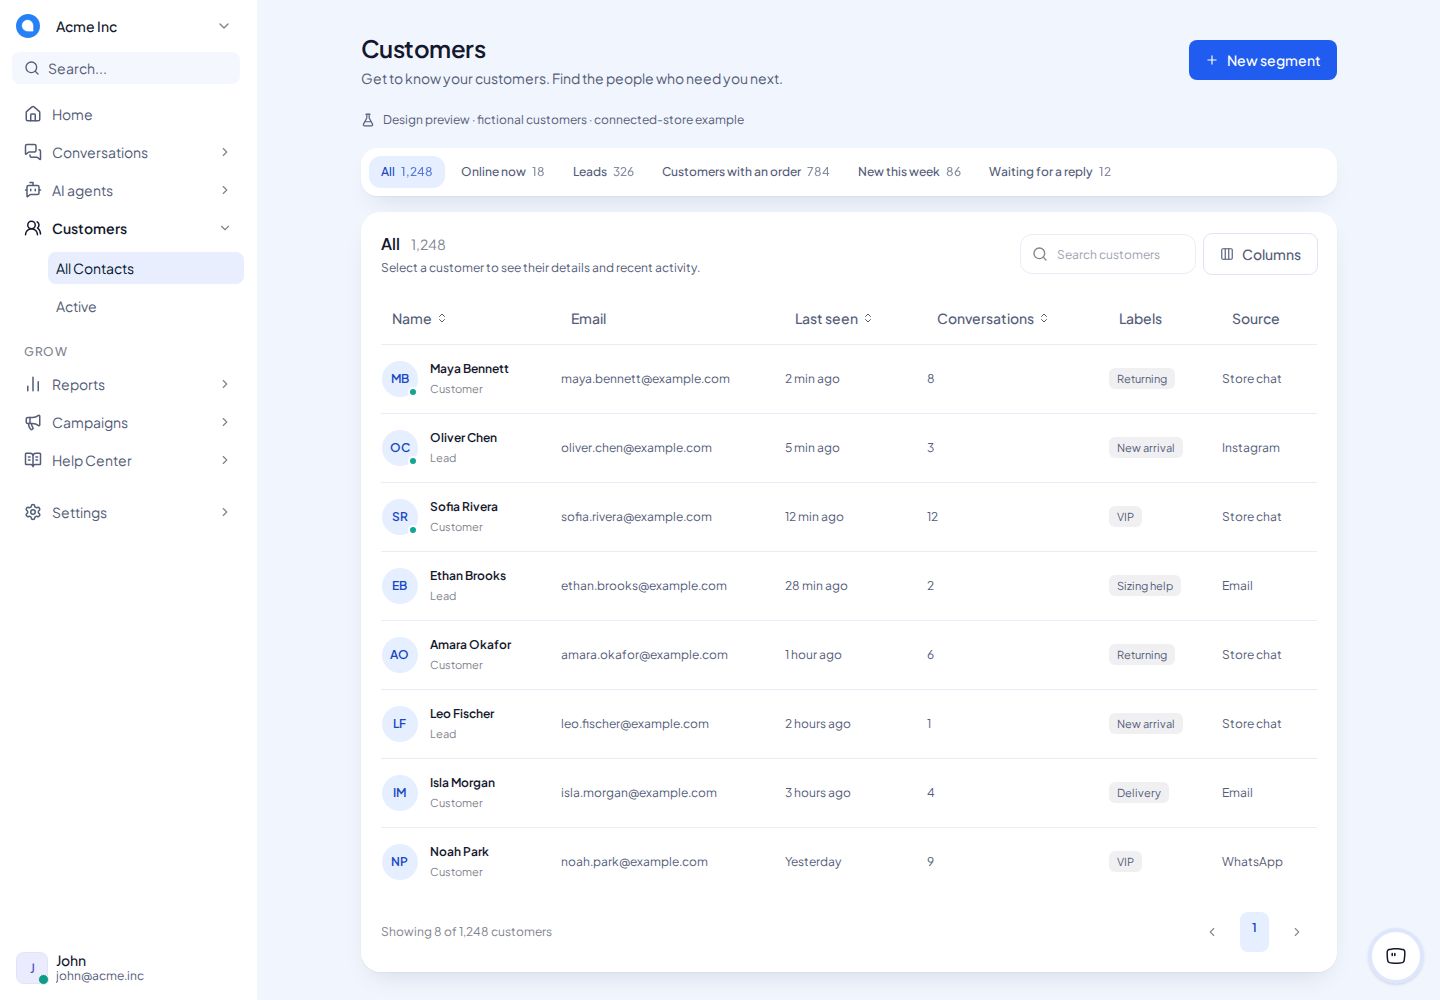 Acme Inc
Search...
Home
Conversations
AI agents
Customers
All Contacts
Active
GROW
Reports
Campaigns
Help Center
Settings
J
John
john@acme.inc
Customers
Get to know your customers. Find the people who need you next.
New segment
Design preview · fictional customers · connected-store example
All 1,248 Online now 18 Leads 326 Customers with an order 784 New this week 86 Waiting for a reply 12
All 1,248
Select a customer to see their details and recent activity.
Search customers
Columns
Name Email Last seen Conversations Labels Source
MB Maya Bennett Customer maya.bennett@example.com 2 min ago 8 Returning Store chat
OC Oliver Chen Lead oliver.chen@example.com 5 min ago 3 New arrival Instagram
SR Sofia Rivera Customer sofia.rivera@example.com 12 min ago 12 VIP Store chat
EB Ethan Brooks Lead ethan.brooks@example.com 28 min ago 2 Sizing help Email
AO Amara Okafor Customer amara.okafor@example.com 1 hour ago 6 Returning Store chat
LF Leo Fischer Lead leo.fischer@example.com 2 hours ago 1 New arrival Store chat
IM Isla Morgan Customer isla.morgan@example.com 3 hours ago 4 Delivery Email
NP Noah Park Customer noah.park@example.com Yesterday 9 VIP WhatsApp
Showing 8 of 1,248 customers
1